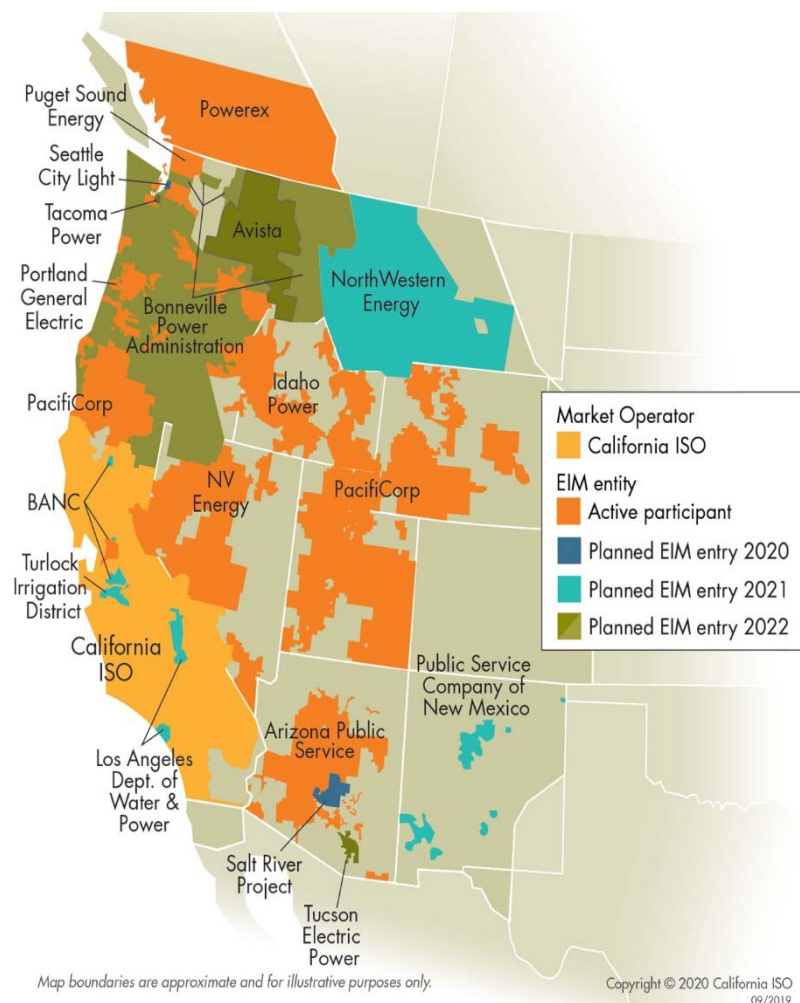 Powerex
Puget Sound
Energy
Seattle
City Light
Tacoma
Power
Avista
Portland
General
Electric
Bonneville
Power
Administration
NorthWestern
Energy
Idaho
Power
PacifiCorp
NV
Energy
PacifiCorp
BANC
Turlock
Irrigation
District
California
ISO
Los Angeles
Dept. of
Water &
Power
Arizona Public
Service
Public Service
Company of
New Mexico
Salt River
Project
Tucson
Electric
Power
Market Operator
California ISO
EIM entity
Active participant
Planned EIM entry 2020
Planned EIM entry 2021
Planned EIM entry 2022
Map boundaries are approximate and for illustrative purposes only.
Copyright © 2020 California ISO
09/2019